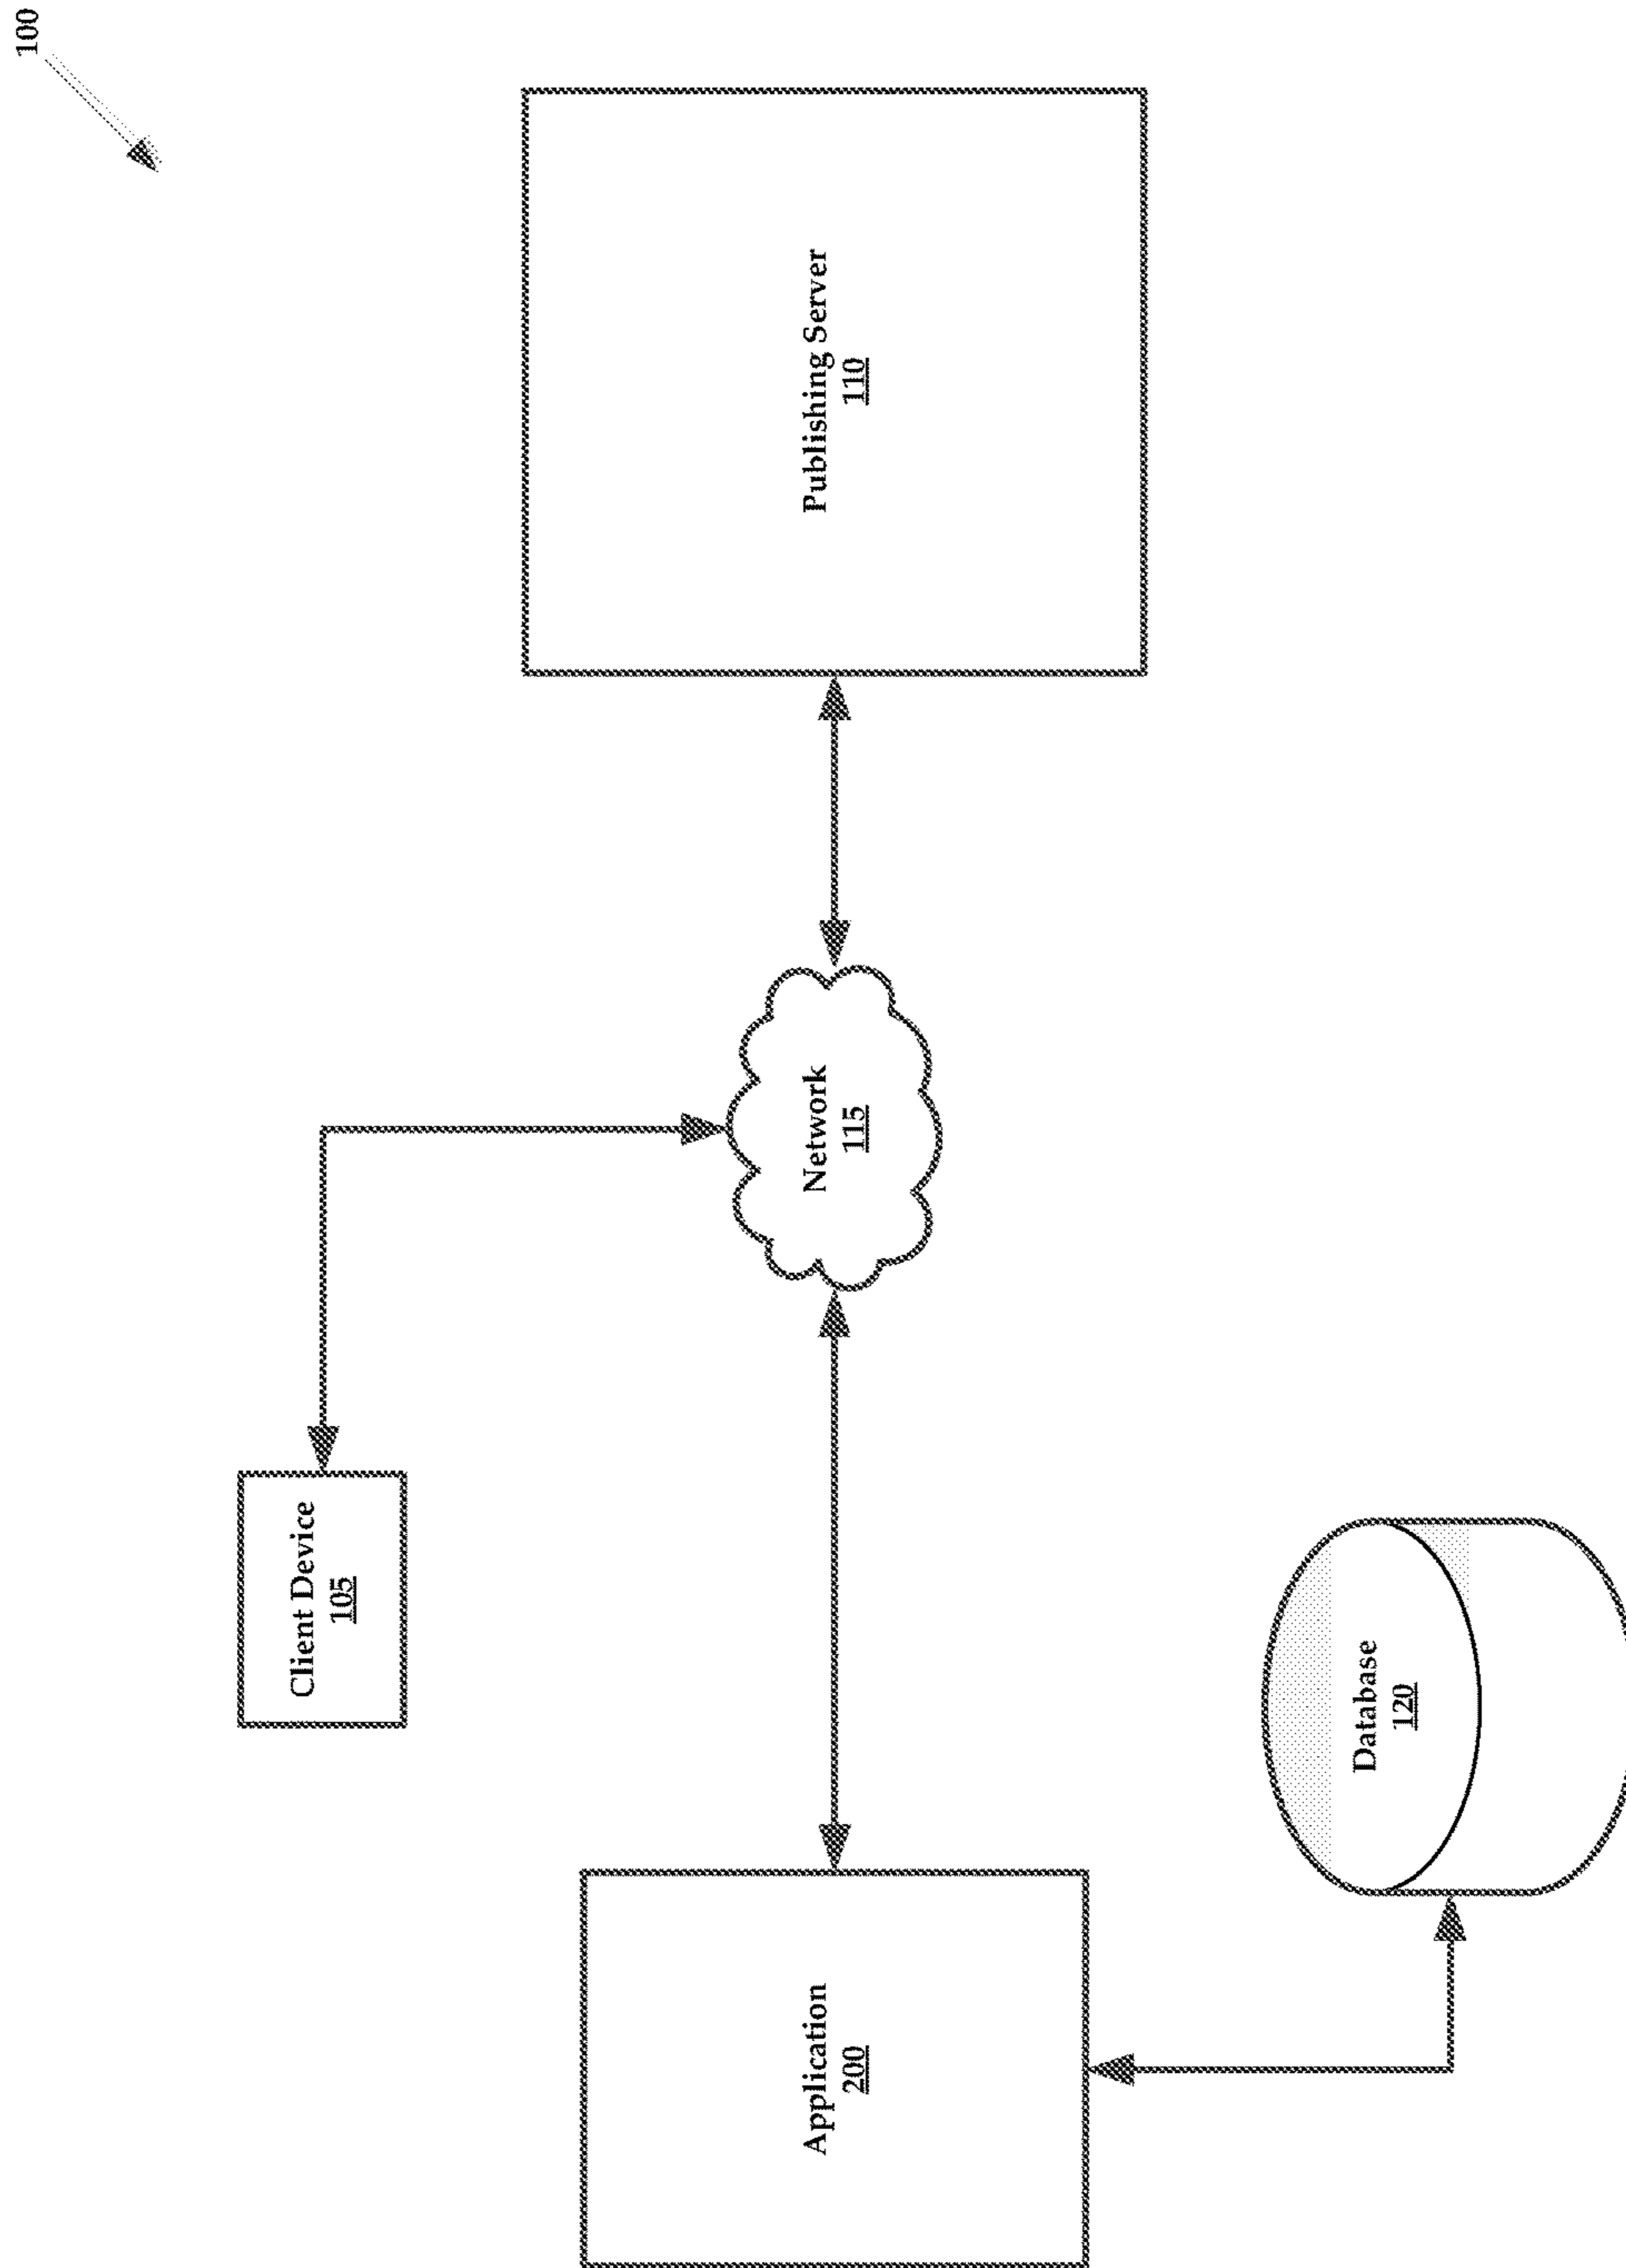 100
Client Device
105
Application
200
Network
115
Publishing Server
110
Database
120